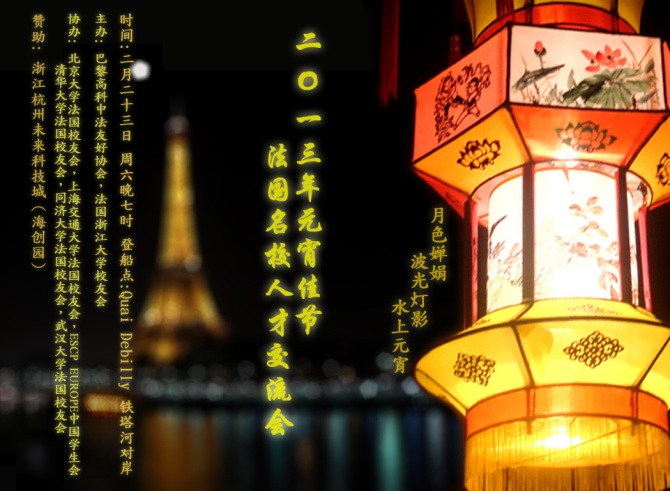 二〇一三年元宵佳节
法国名校人才交流会
月色婵娟
波光灯影
水上元宵
时间:二月二十三日 周六晚七时 登船点:Quai Debilly 铁塔河对岸
主办:巴黎高科中法友好协会,法国浙江大学校友会
协办:北京大学法国校友会,上海交通大学法国校友会,ESCP EUROPE中国学生会
清华大学法国校友会,同济大学法国校友会,武汉大学法国校友会
赞助:浙江杭州未来科技城(海创园)